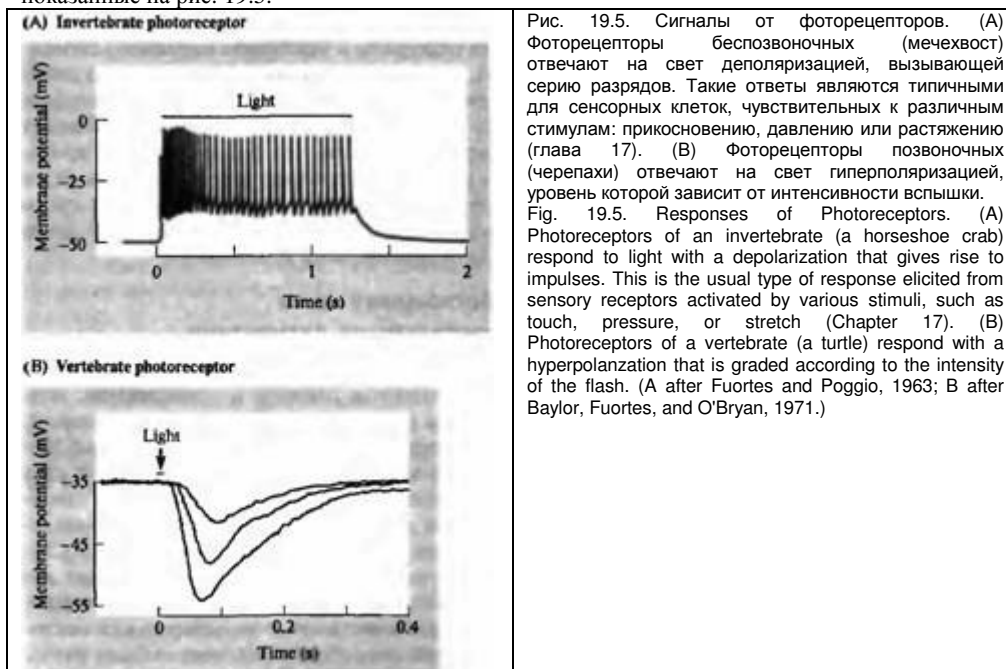 показанные на рис. 19.5.
(A) Invertebrate photoreceptor
Light
Membrane potential (mV)
0
−25
−50
0
1
2
Time (s)
(B) Vertebrate photoreceptor
Light
Membrane potential (mV)
−35
−45
−55
0
0.2
0.4
Time (s)
Рис. 19.5. Сигналы от фоторецепторов. (A)
Фоторецепторы беспозвоночных (мечехвост)
отвечают на свет деполяризацией, вызывающей
серию разрядов. Такие ответы являются типичными
для сенсорных клеток, чувствительных к различным
стимулам: прикосновению, давлению или растяжению
(глава 17). (B) Фоторецепторы позвоночных
(черепахи) отвечают на свет гиперполяризацией,
уровень которой зависит от интенсивности вспышки.
Fig. 19.5. Responses of Photoreceptors. (A)
Photoreceptors of an invertebrate (a horseshoe crab)
respond to light with a depolarization that gives rise to
impulses. This is the usual type of response elicited from
sensory receptors activated by various stimuli, such as
touch, pressure, or stretch (Chapter 17). (B)
Photoreceptors of a vertebrate (a turtle) respond with a
hyperpolanzation that is graded according to the intensity
of the flash. (A after Fuortes and Poggio, 1963; B after
Baylor, Fuortes, and O'Bryan, 1971.)